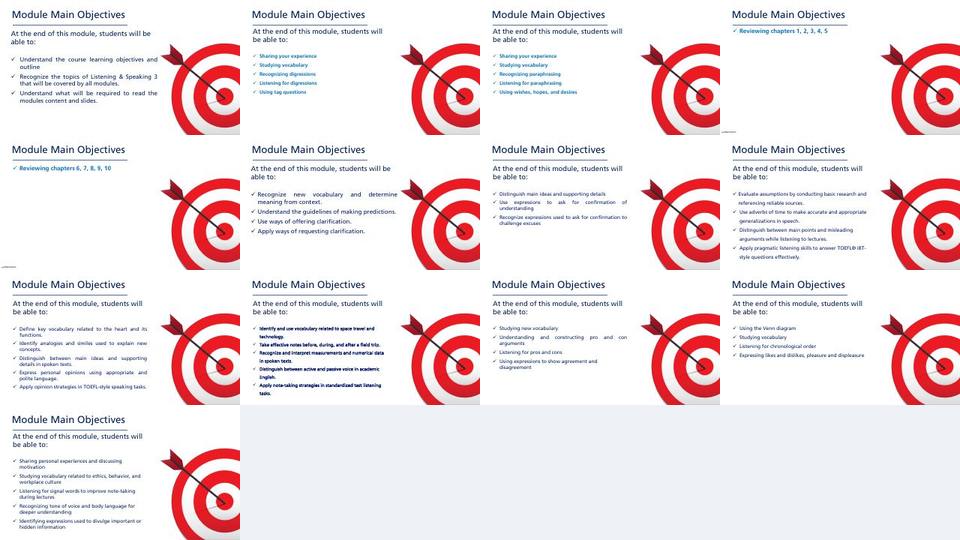 Module Main Objectives
At the end of this module, students will be
able to:
✓ Understand the course learning objectives and
outline
✓ Recognize the topics of Listening & Speaking 3
that will be covered by all modules.
✓ Understand what will be required to read the
modules content and slides.
Module Main Objectives
At the end of this module, students will
be able to:
✓ Sharing your experience
✓ Studying vocabulary
✓ Recognizing digressions
✓ Listening for digressions
✓ Using tag questions
Module Main Objectives
At the end of this module, students will
be able to:
✓ Sharing your experience
✓ Studying vocabulary
✓ Recognizing paraphrasing
✓ Listening for paraphrasing
✓ Using wishes, hopes, and desires
Module Main Objectives
✓ Reviewing chapters 1, 2, 3, 4, 5
Module Main Objectives
✓ Reviewing chapters 6, 7, 8, 9, 10
Module Main Objectives
At the end of this module, students will be
able to:
✓ Recognize new vocabulary and determine
meaning from context.
✓ Understand the guidelines of making predictions.
✓ Use ways of offering clarification.
✓ Apply ways of requesting clarification.
Module Main Objectives
At the end of this module, students will
be able to:
✓ Distinguish main ideas and supporting details
✓ Use expressions to ask for confirmation of
understanding
✓ Recognize expressions used to ask for confirmation to
challenge excuses
Module Main Objectives
At the end of this module, students will
be able to:
✓ Evaluate assumptions by conducting basic research and
referencing reliable sources.
✓ Use adverbs of time to make accurate and appropriate
generalizations in speech.
✓ Distinguish between main points and misleading
arguments while listening to lectures.
✓ Apply pragmatic listening skills to answer TOEFL® iBT-
style questions effectively.
Module Main Objectives
At the end of this module, students will
be able to:
✓ Define key vocabulary related to the heart and its
functions.
✓ Identify analogies and similes used to explain new
concepts.
✓ Distinguish between main ideas and supporting
details in spoken texts.
✓ Express personal opinions using appropriate and
polite language.
✓ Apply opinion strategies in TOEFL-style speaking tasks.
Module Main Objectives
At the end of this module, students will
be able to:
✓ Identify and use vocabulary related to space travel and
technology.
✓ Take effective notes before, during, and after a field trip.
✓ Recognize and interpret measurements and numerical data
in spoken texts.
✓ Distinguish between active and passive voice in academic
English.
✓ Apply note-taking strategies in standardized test listening
tasks.
Module Main Objectives
At the end of this module, students will
be able to:
✓ Studying new vocabulary
✓ Understanding and constructing pro and con
arguments
✓ Listening for pros and cons
✓ Using expressions to show agreement and
disagreement
Module Main Objectives
At the end of this module, students will
be able to:
✓ Using the Venn diagram
✓ Studying vocabulary
✓ Listening for chronological order
✓ Expressing likes and dislikes, pleasure and displeasure
Module Main Objectives
At the end of this module, students will
be able to:
✓ Sharing personal experiences and discussing
motivation
✓ Studying vocabulary related to ethics, behavior, and
workplace culture
✓ Listening for signal words to improve note-taking
during lectures
✓ Recognizing tone of voice and body language for
deeper understanding
✓ Identifying expressions used to divulge important or
hidden information